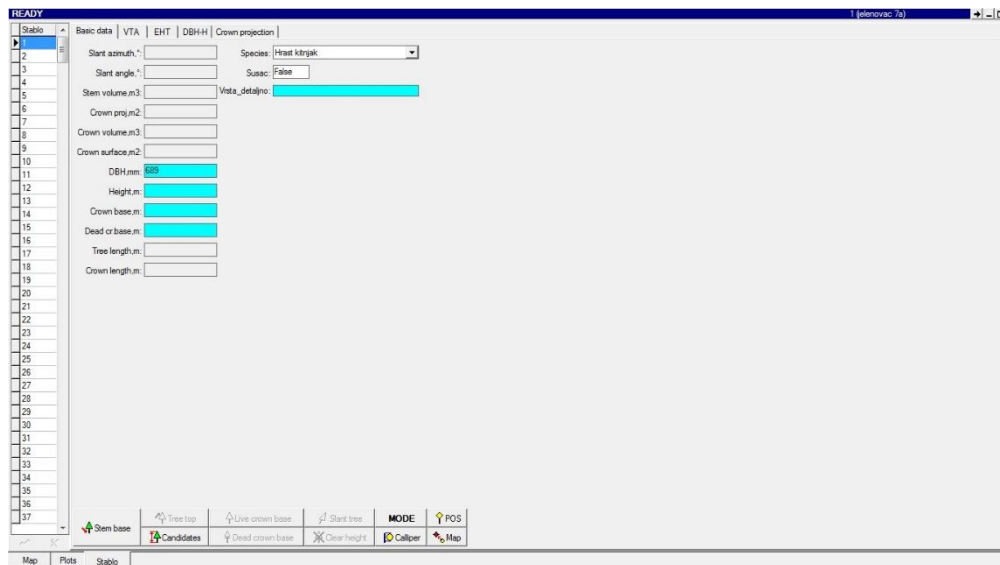 READY 1 (jelenovac 7a)
Stablo Basic data VTA EHT DBH-H Crown projection
1
2
3
4
5
6
7
8
9
10
11
12
13
14
15
16
17
18
19
20
21
22
23
24
25
26
27
28
29
30
31
32
33
34
35
36
37
Slant azimuth,°: Species: Hrast kitnjak
Slant angle,°: Susac: False
Stem volume,m3: Vrsta_detaljno:
Crown proj,m2:
Crown volume,m3:
Crown surface,m2:
DBH,mm: 689
Height,m:
Crown base,m:
Dead cr.base,m:
Tree length,m:
Crown length,m:
Stem base Tree top Live crown base Slant tree MODE POS
Candidates Dead crown base Clear height Calliper Map
Map Plots Stablo